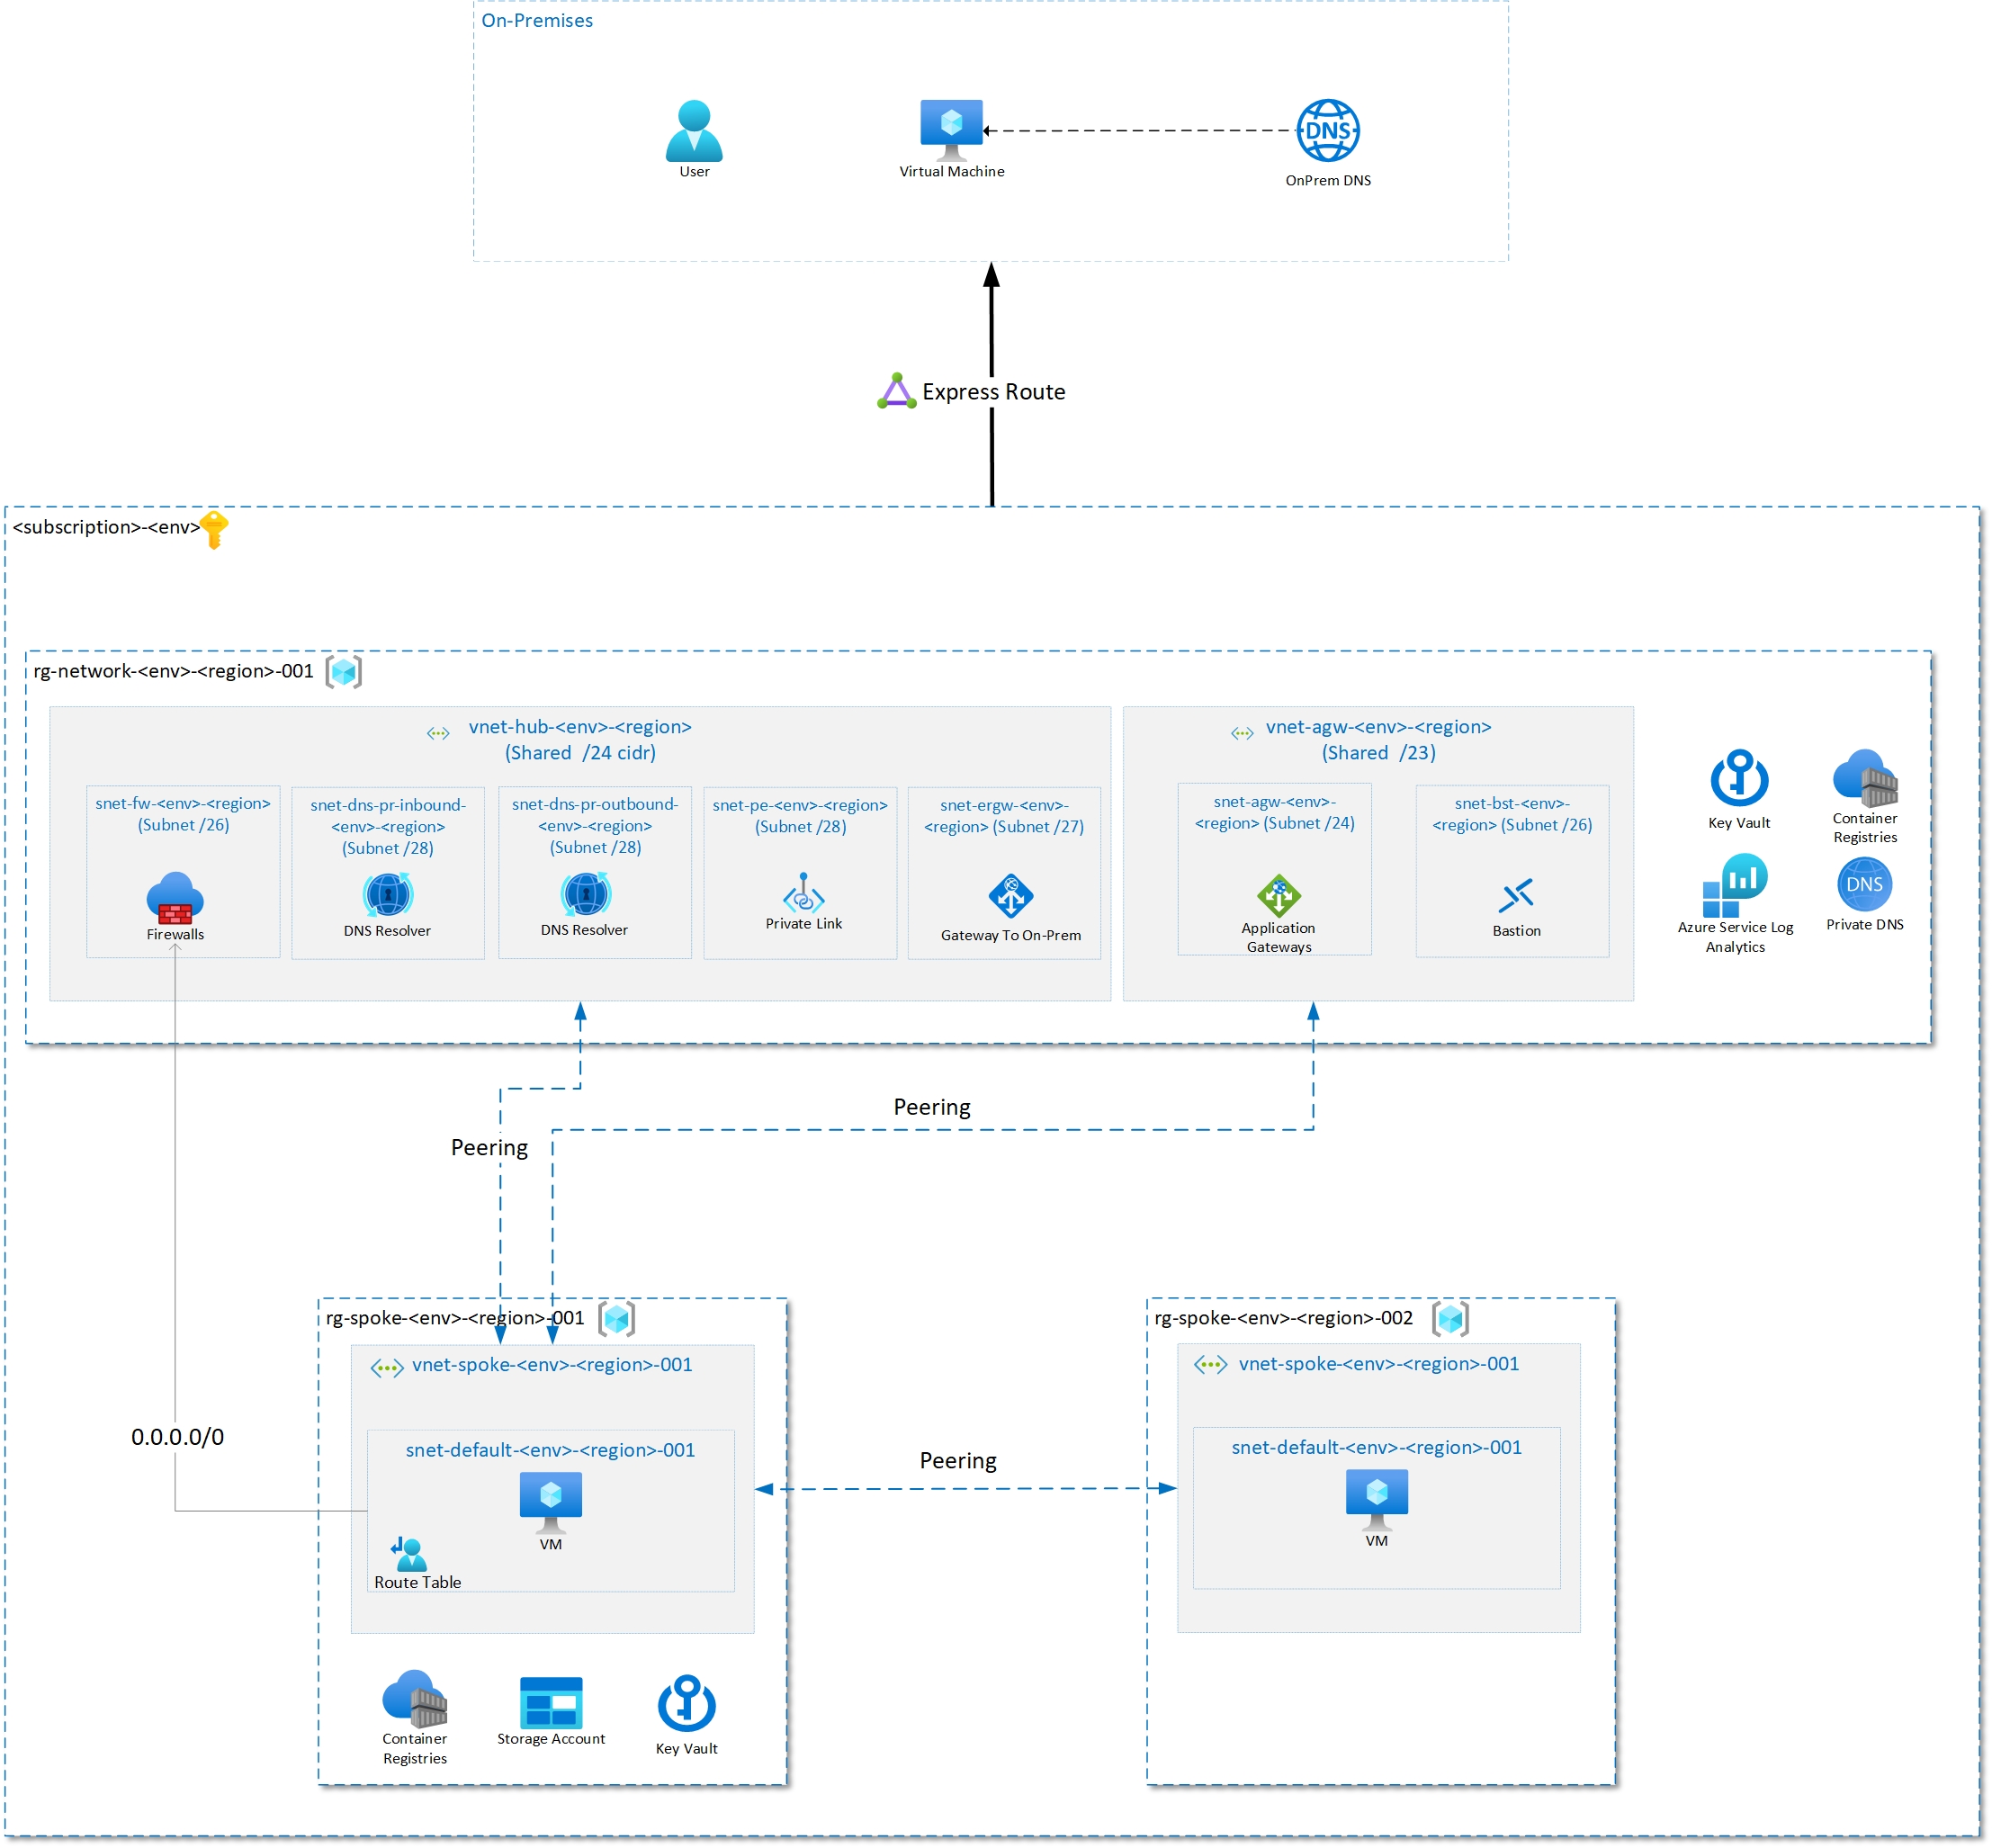 On-Premises
User
Virtual Machine
DNS
OnPrem DNS
Express Route
<subscription>-<env>
rg-network-<env>-<region>-001
vnet-hub-<env>-<region>
(Shared  /24 cidr)
snet-fw-<env>-<region>
(Subnet /26)
Firewalls
snet-dns-pr-inbound-
<env>-<region>
(Subnet /28)
DNS Resolver
snet-dns-pr-outbound-
<env>-<region>
(Subnet /28)
DNS Resolver
snet-pe-<env>-<region>
(Subnet /28)
Private Link
snet-ergw-<env>-
<region> (Subnet /27)
Gateway To On-Prem
vnet-agw-<env>-<region>
(Shared  /23)
snet-agw-<env>-
<region> (Subnet /24)
Application
Gateways
snet-bst-<env>-
<region> (Subnet /26)
Bastion
Key Vault
Container
Registries
Azure Service Log
Analytics
DNS
Private DNS
Peering
Peering
0.0.0.0/0
rg-spoke-<env>-<region>-001
vnet-spoke-<env>-<region>-001
snet-default-<env>-<region>-001
VM
Route Table
Container
Registries
Storage Account
Key Vault
Peering
rg-spoke-<env>-<region>-002
vnet-spoke-<env>-<region>-001
snet-default-<env>-<region>-001
VM